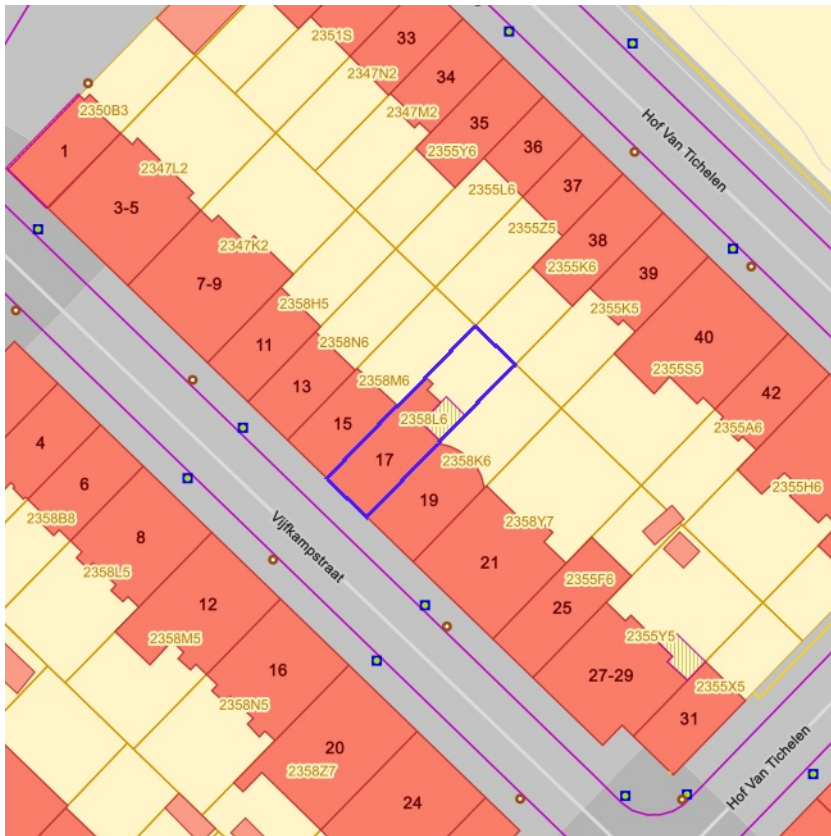 2351S
33
2347N2
34
2350B3
2347M2
Hof Van Tichelen
35
36
1
2355Y6
2347L2
37
2355L6
3-5
2355Z5
38
2347K2
2355K6
39
7-9
2358H5
2355K5
40
11
2358N6
2355S5
2358M6
13
42
2358L6
2355A6
15
4
17
2358K6
6
2355H6
19
2358B8
2358Y7
8
Vijfkampstraat
21
2358L5
2355F6
12
25
2358M5
2355Y5
16
27-29
2355X5
2358N5
31
20
Hof Van Tichelen
2358Z7
24